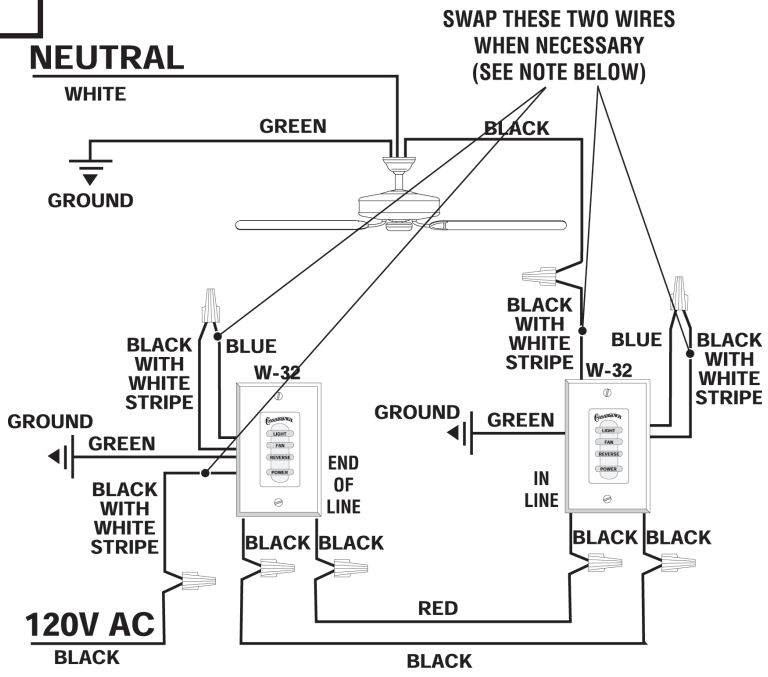 SWAP THESE TWO WIRES
WHEN NECESSARY
(SEE NOTE BELOW)
NEUTRAL
WHITE
GREEN
BLACK
GROUND
BLACK
WITH
WHITE
STRIPE
BLUE
W-32
BLACK
WITH
WHITE
STRIPE
BLUE
BLACK
WITH
WHITE
STRIPE
W-32
GROUND
GREEN
LIGHT
FAN
REVERSE
POWER
END
OF
LINE
GROUND
GREEN
LIGHT
FAN
REVERSE
POWER
IN
LINE
BLACK
WITH
WHITE
STRIPE
BLACK
BLACK
BLACK
BLACK
RED
120V AC
BLACK
BLACK